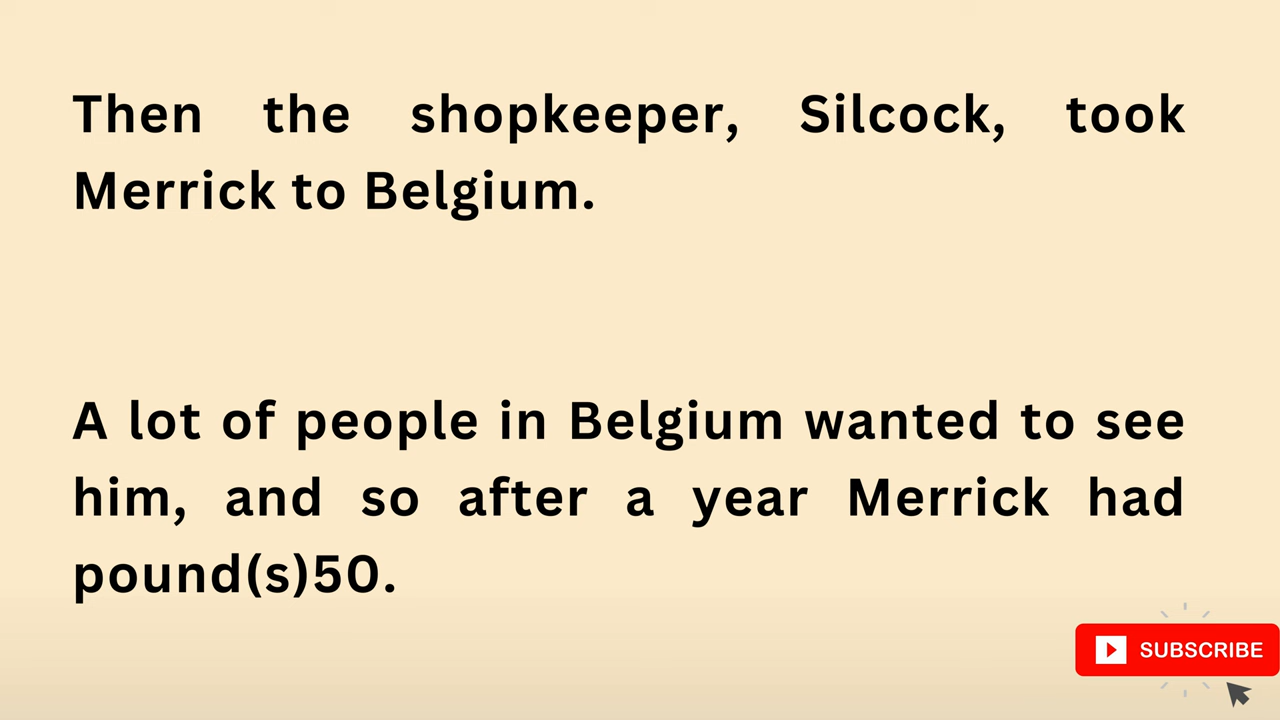 Then the shopkeeper, Silcock, took
Merrick to Belgium.
A lot of people in Belgium wanted to see
him, and so after a year Merrick had
pound(s)50.
SUBSCRIBE